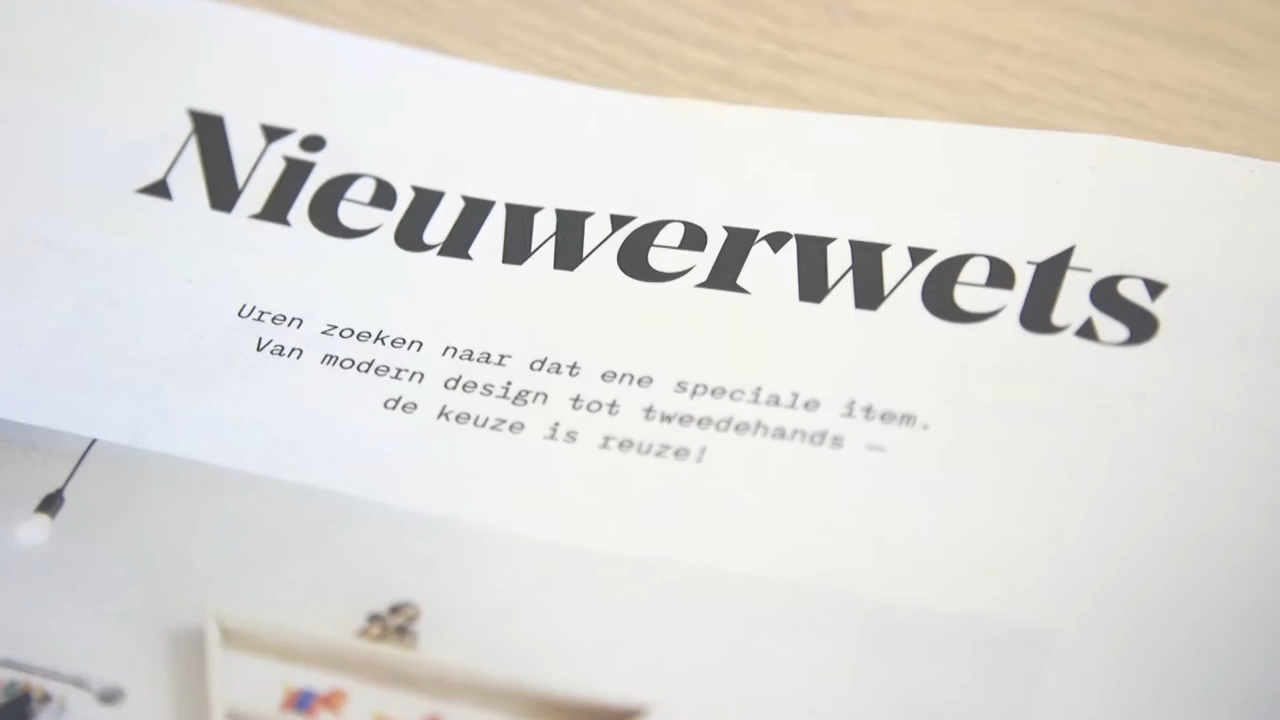 Nieuwerwets
Uren zoeken naar dat ene speciale item.
Van modern design tot tweedehands –
de keuze is reuze!